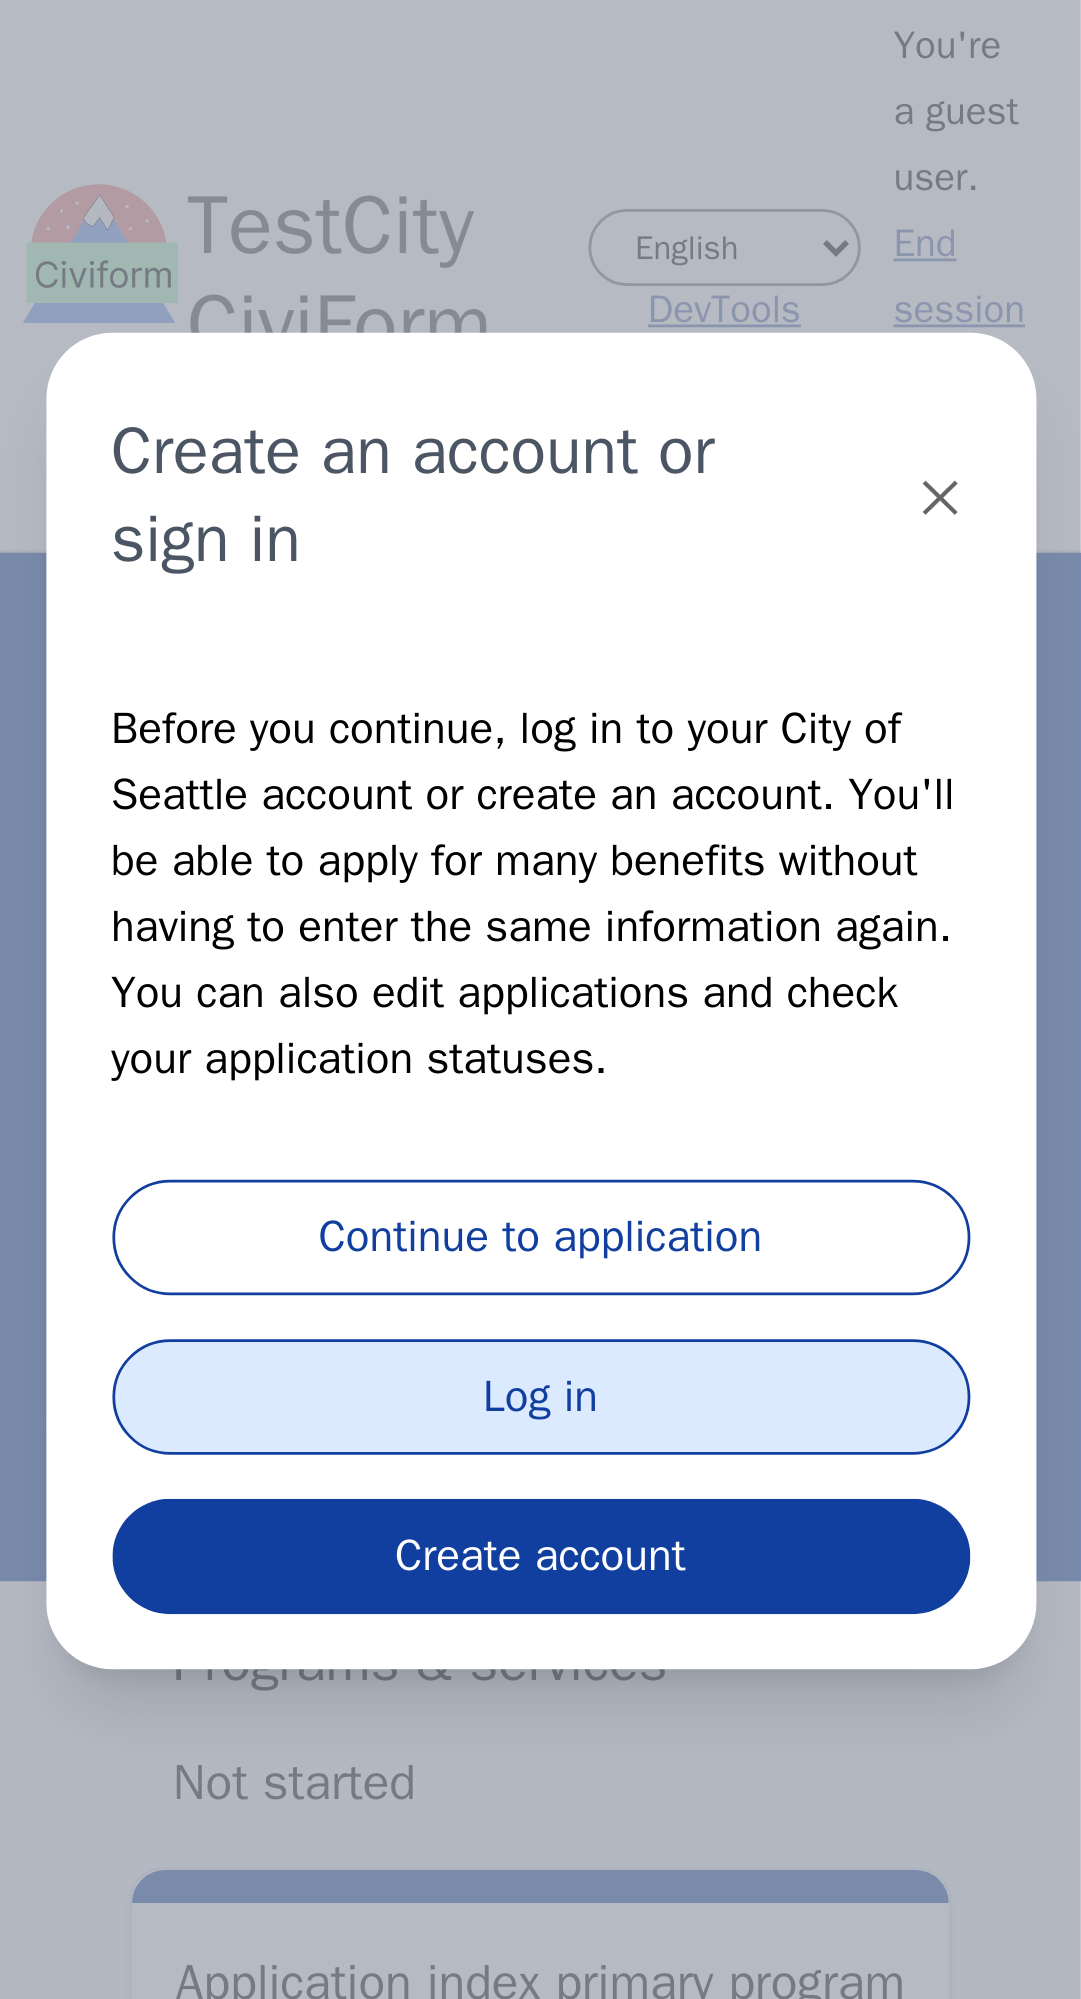 You're
a guest
user.
End
session
Civiform
TestCity
CiviForm
English
DevTools
Create an account or
sign in
Before you continue, log in to your City of
Seattle account or create an account. You'll
be able to apply for many benefits without
having to enter the same information again.
You can also edit applications and check
your application statuses.
Continue to application
Log in
Create account
Programs & services
Not started
Application index primary program